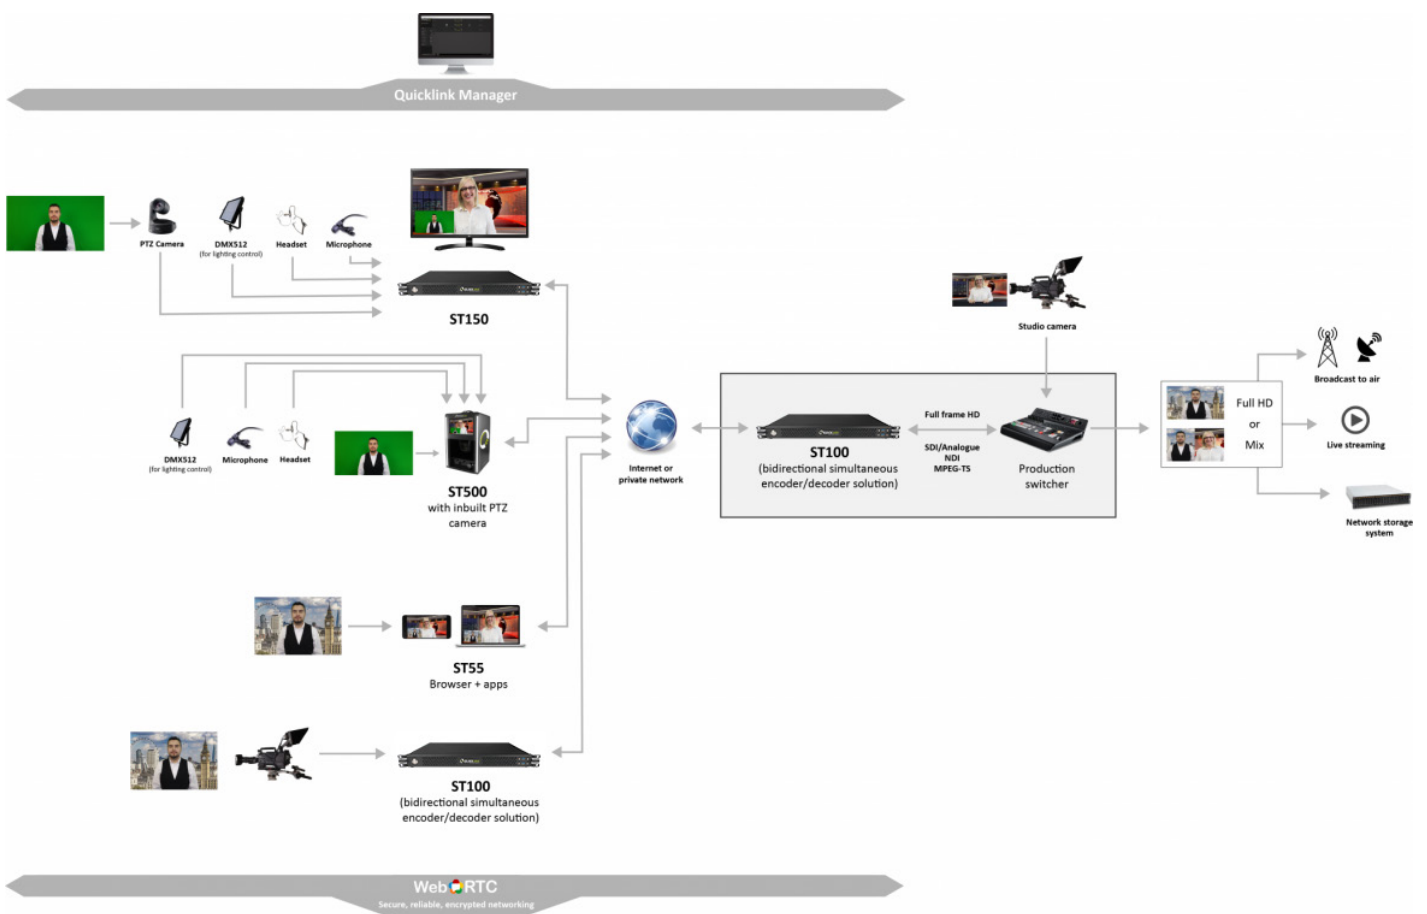 Quicklink Manager
PTZ Camera
DMX512
(for lighting control)
Headset
Microphone
ST150
DMX512
(for lighting control)
Microphone
Headset
ST500
with inbuilt PTZ
camera
Internet or
private network
ST100
(bidirectional simultaneous
encoder/decoder solution)
Full frame HD
SDI/Analogue
NDI
MPEG-TS
Studio camera
Production
switcher
Full HD
or
Mix
Broadcast to air
Live streaming
Network storage
system
ST55
Browser + apps
ST100
(bidirectional simultaneous
encoder/decoder solution)
Web RTC
Secure, reliable, encrypted networking